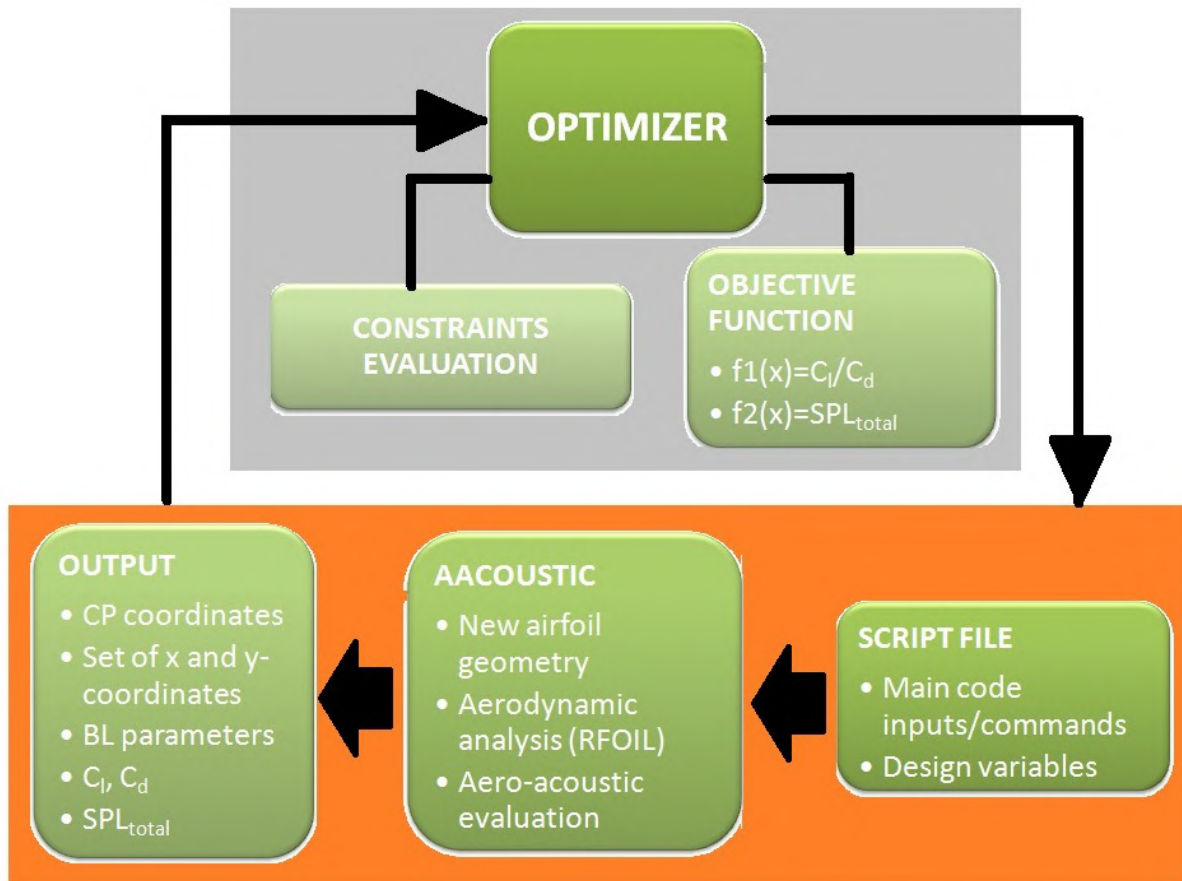 OPTIMIZER
CONSTRAINTS
EVALUATION
OBJECTIVE
FUNCTION
• f1(x)=Cl/Cd
• f2(x)=SPLtotal
OUTPUT
• CP coordinates
• Set of x and y-
coordinates
• BL parameters
• Cl, Cd
• SPLtotal
AACOUSTIC
• New airfoil
geometry
• Aerodynamic
analysis (RFOIL)
• Aero-acoustic
evaluation
SCRIPT FILE
• Main code
inputs/commands
• Design variables